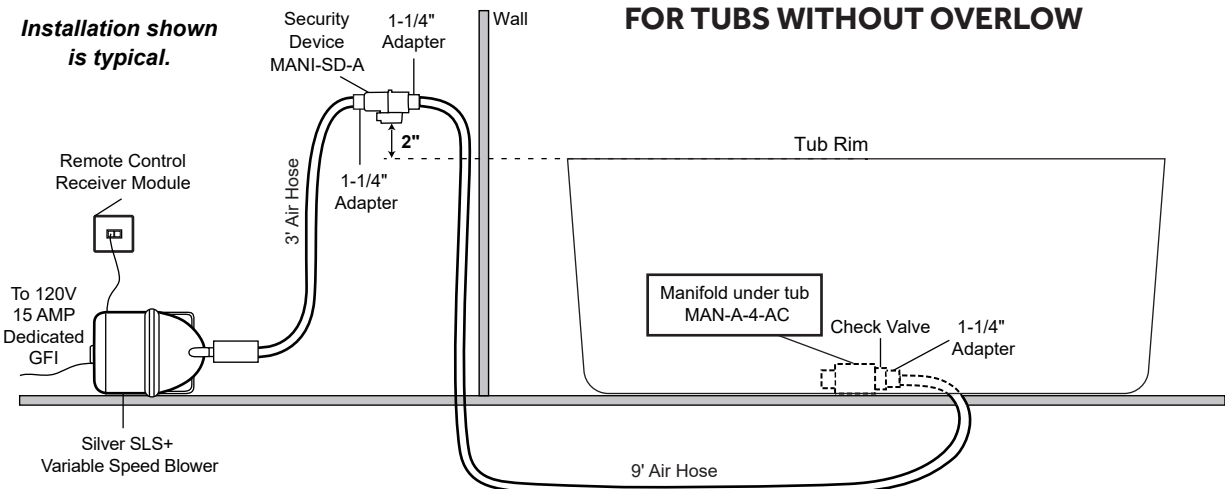 Installation shown
is typical.
Security
Device
MANI-SD-A
1-1/4"
Adapter
Wall
FOR TUBS WITHOUT OVERLOW
2"
Tub Rim
Remote Control
Receiver Module
1-1/4"
Adapter
3' Air Hose
To 120V
15 AMP
Dedicated
GFI
Manifold under tub
MAN-A-4-AC
Check Valve
1-1/4"
Adapter
Silver SLS+
Variable Speed Blower
9' Air Hose